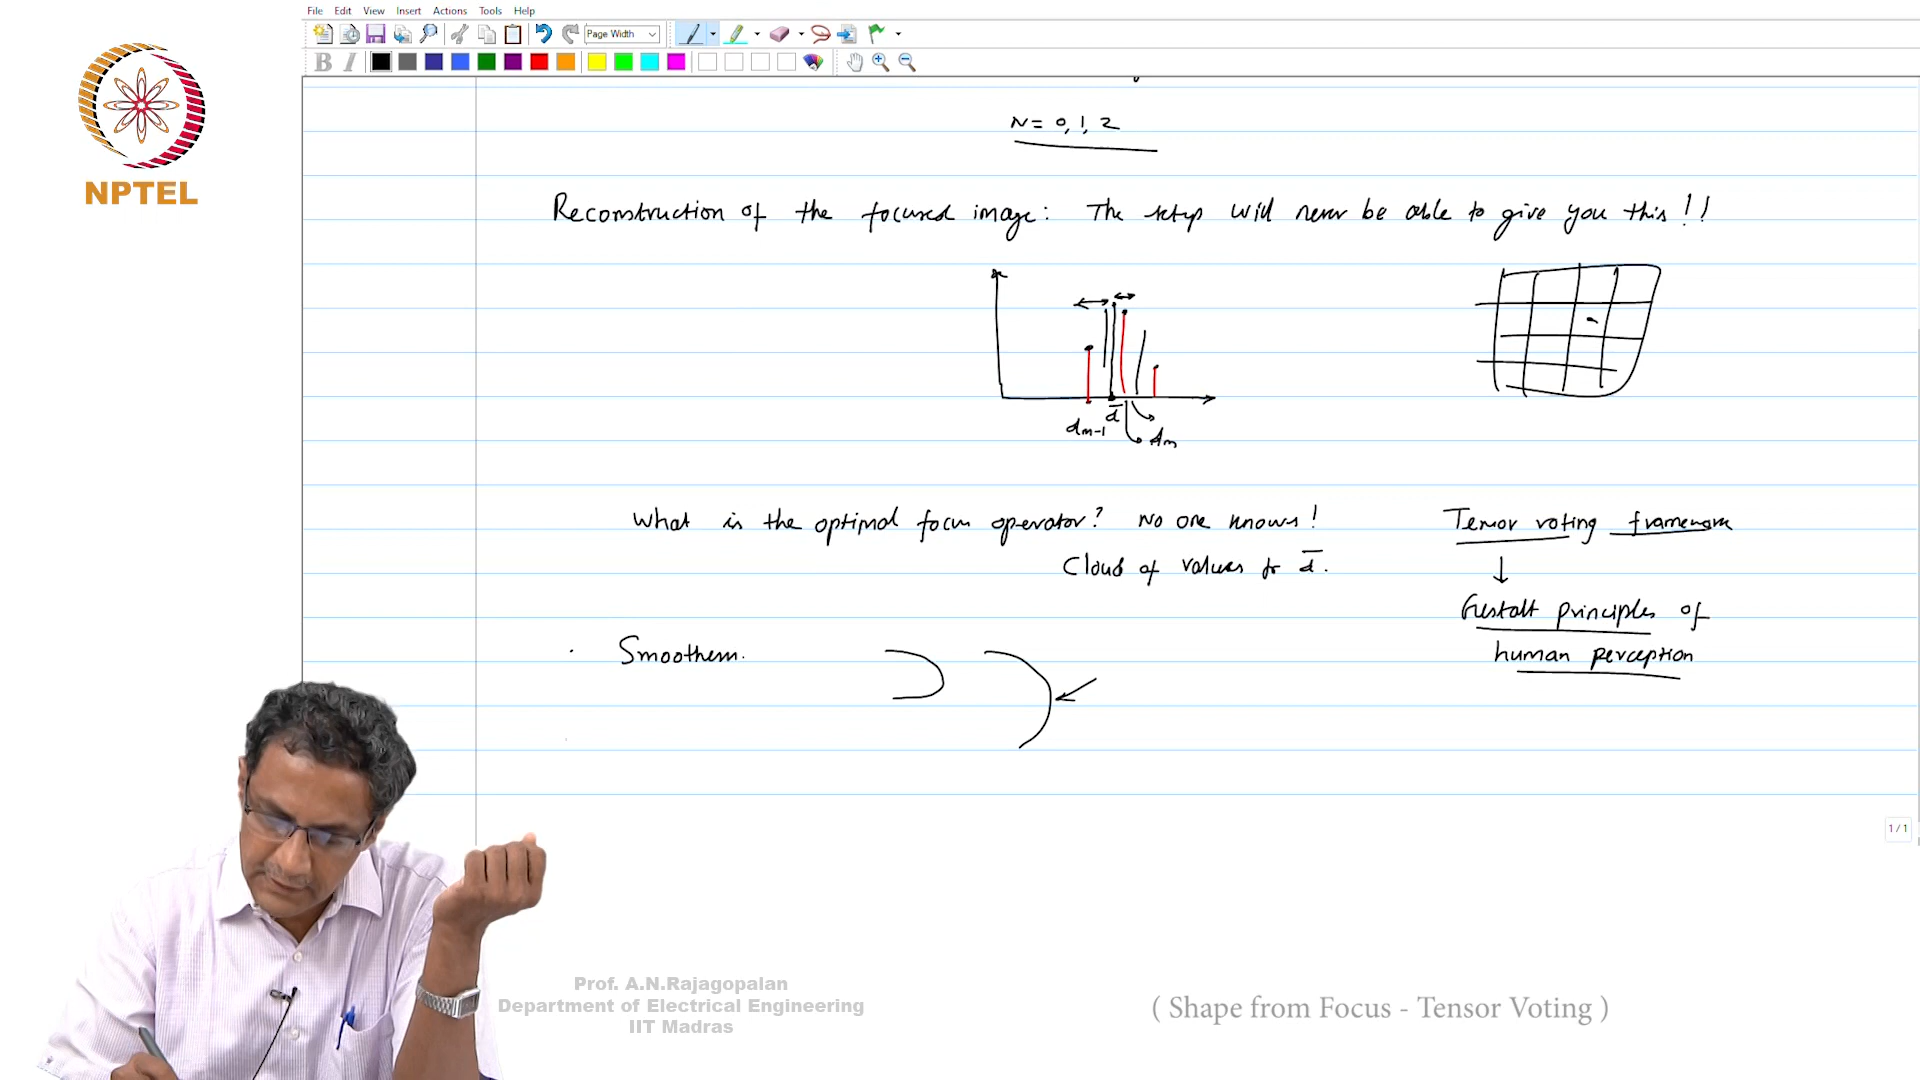 File Edit View Insert Actions Tools Help
Page Width
B I
NPTEL
N = 0, 1, 2
Reconstruction of the focused image: The setup will never be able to give you this!!
d̄
dm-1
dm
What is the optimal focus operator? No one knows!
Cloud of values for d̄.
Tensor voting framework
↓
Gestalt principles of
human perception
Smoothem.
1 / 1
Prof. A.N.Rajagopalan
Department of Electrical Engineering
IIT Madras
( Shape from Focus - Tensor Voting )